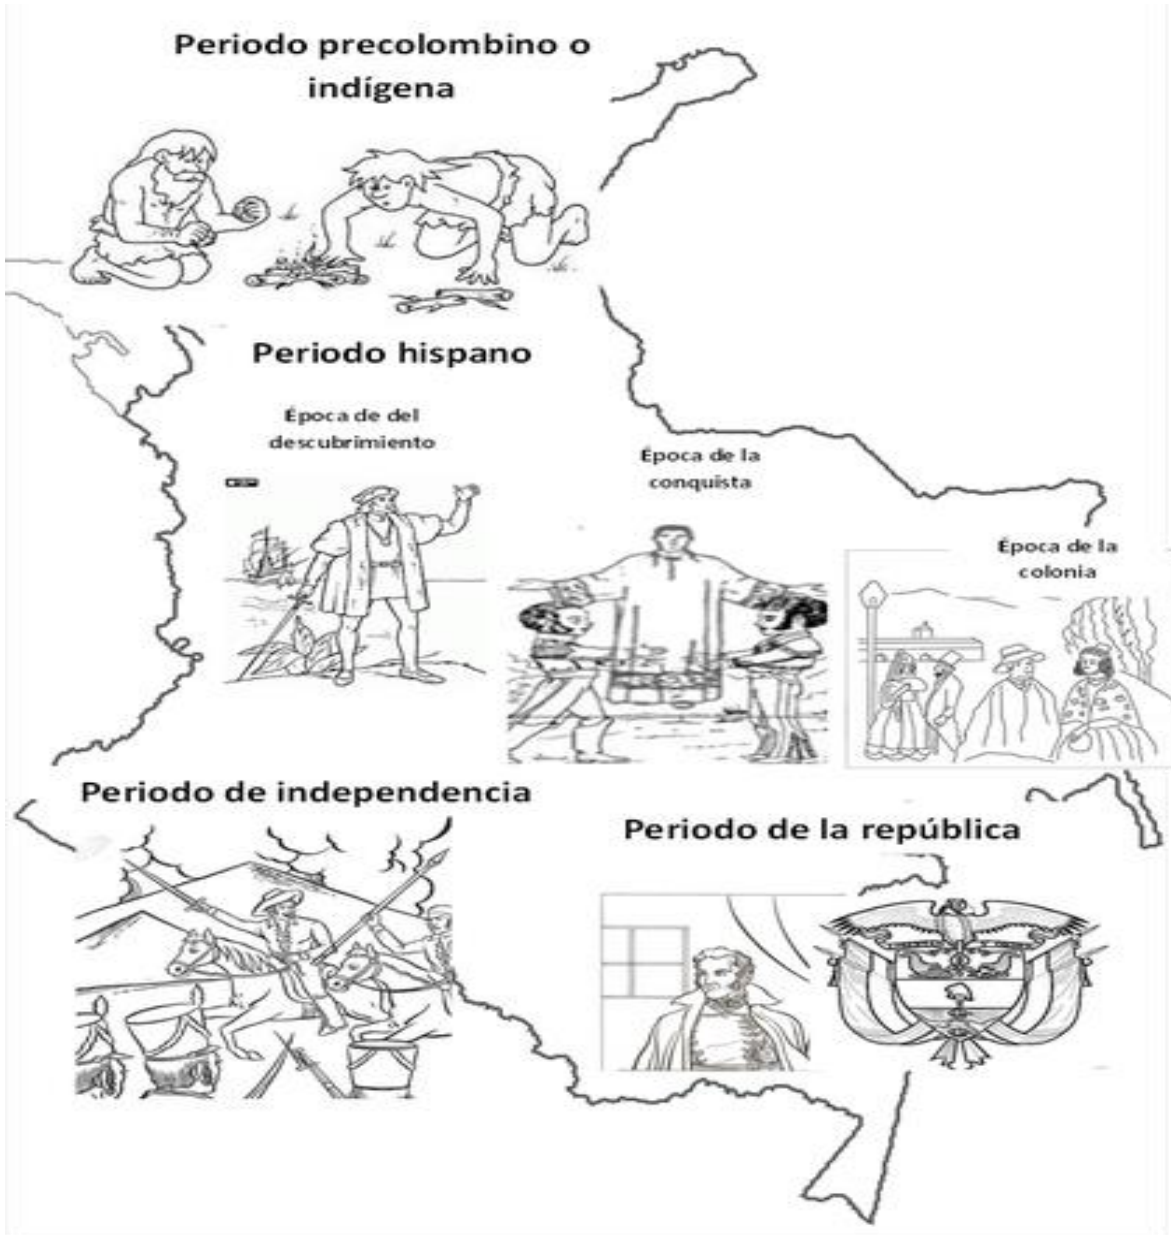 Periodo precolombino o
indígena
Periodo hispano
Época de del
descubrimiento
Época de la
conquista
Época de la
colonia
Periodo de independencia
Periodo de la república